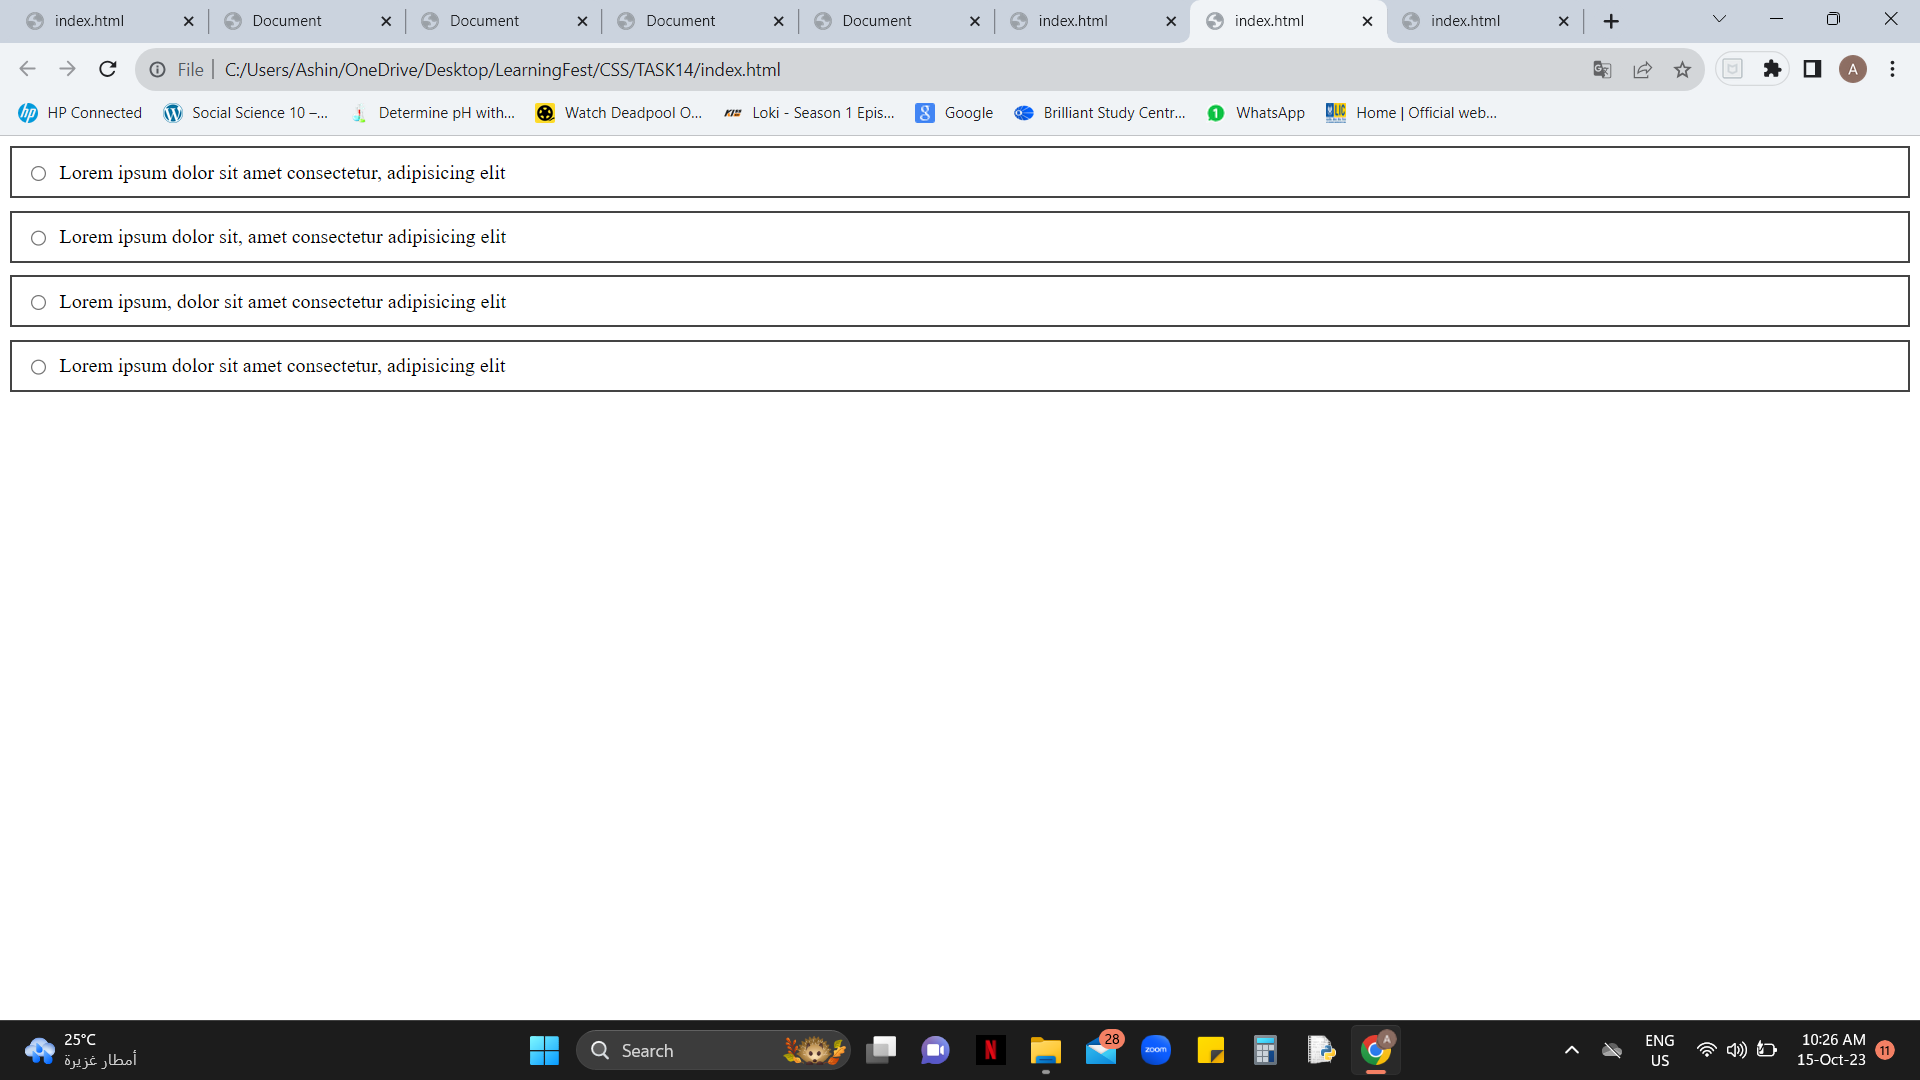 index.html Document Document Document Document index.html index.html index.html
File C:/Users/Ashin/OneDrive/Desktop/LearningFest/CSS/TASK14/index.html A
HP Connected Social Science 10 –... Determine pH with... Watch Deadpool O... Loki - Season 1 Epis... Google Brilliant Study Centr... 1 WhatsApp Home | Official web...
Lorem ipsum dolor sit amet consectetur, adipisicing elit
Lorem ipsum dolor sit, amet consectetur adipisicing elit
Lorem ipsum, dolor sit amet consectetur adipisicing elit
Lorem ipsum dolor sit amet consectetur, adipisicing elit
25°C
أمطار غزيرة
Search
28
zoom
A
ENG
US
10:26 AM
15-Oct-23
11